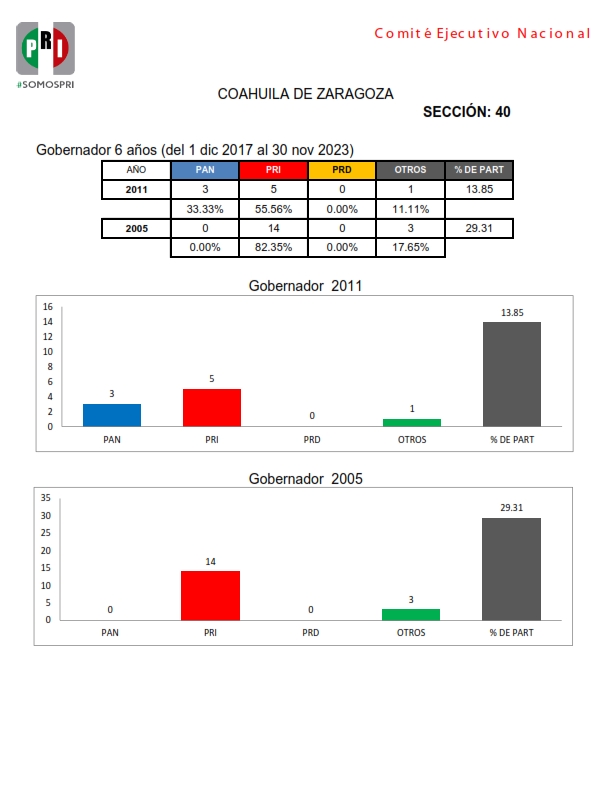 Comité Ejecutivo Nacional
PRI
#SOMOSPRI
COAHUILA DE ZARAGOZA
SECCIÓN: 40
Gobernador 6 años (del 1 dic 2017 al 30 nov 2023)
AÑO PAN PRI PRD OTROS % DE PART
2011 3 5 0 1 13.85
33.33% 55.56% 0.00% 11.11%
2005 0 14 0 3 29.31
0.00% 82.35% 0.00% 17.65%
Gobernador 2011
16
14
12
10
8
6
4
2
0
3
5
0
1
13.85
PAN PRI PRD OTROS % DE PART
Gobernador 2005
35
30
25
20
15
10
5
0
0
14
0
3
29.31
PAN PRI PRD OTROS % DE PART